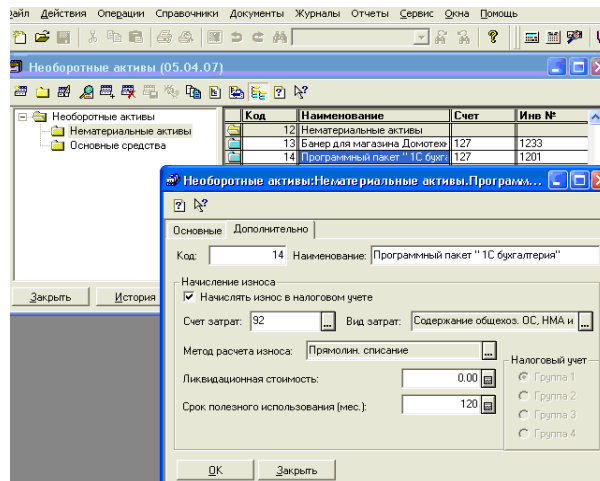 Файл Действия Операции Справочники Документы Журналы Отчеты Сервис Окна Помощь
Необоротные активы (05.04.07)
Необоротные активы
Нематериальные активы
Основные средства
Код Наименование Счет Инв №
12 Нематериальные активы
13 Банер для магазина Домотехн 127 1233
14 Программный пакет "1С бухга 127 1201
Закрыть История
Необоротные активы:Нематериальные активы.Программ...
Основные Дополнительно
Код: 14 Наименование: Программный пакет "1С бухгалтерия"
Начисление износа
Начислять износ в налоговом учете
Счет затрат: 92 ... Вид затрат: Содержание общехоз. ОС, НМА и ...
Метод расчета износа: Прямолин. списание ...
Ликвидационная стоимость: 0.00
Срок полезного использования (мес.): 120
Налоговый учет
Группа 1
Группа 2
Группа 3
Группа 4
OK Закрыть